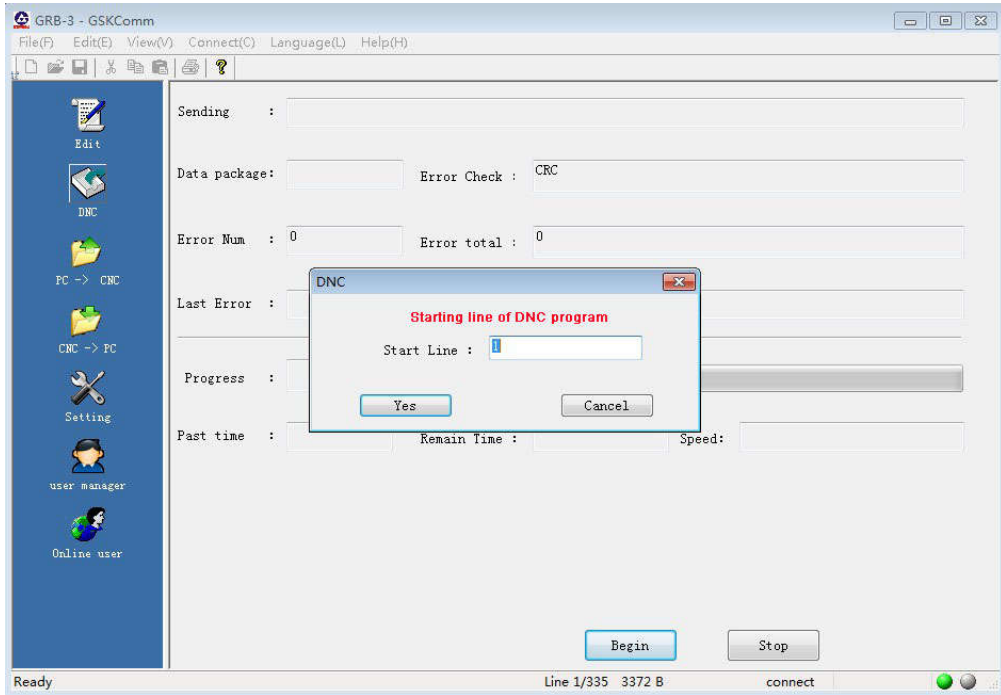 GRB-3 - GSKComm
File(F) Edit(E) View(V) Connect(C) Language(L) Help(H)
Edit
DNC
PC -> CNC
CNC -> PC
Setting
user manager
Online user
Sending :
Data package: Error Check : CRC
Error Num : 0 Error total : 0
Last Error :
DNC
Starting line of DNC program
Start Line : 1
Yes Cancel
Progress :
Past time : Remain Time : Speed:
Begin Stop
Ready Line 1/335 3372 B connect